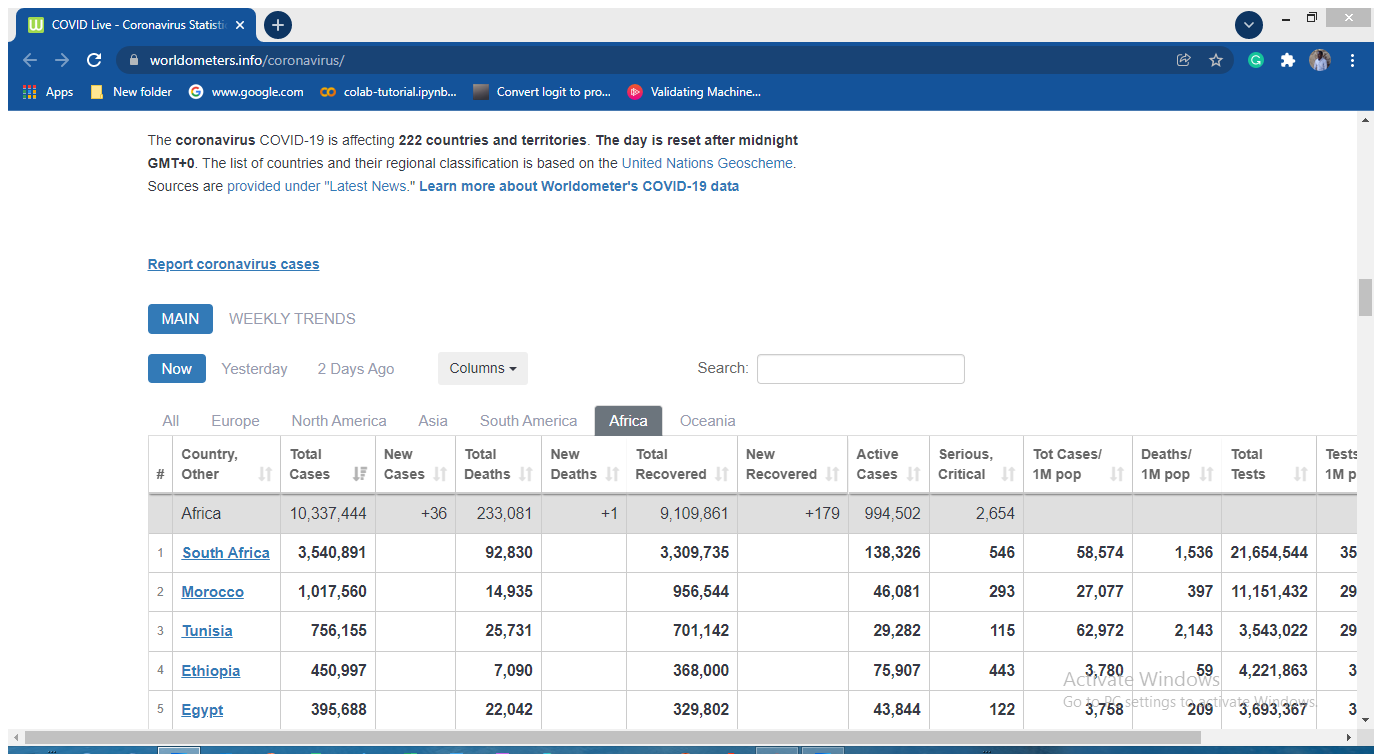 COVID Live - Coronavirus Statisti
worldometers.info/coronavirus/
Apps New folder www.google.com colab-tutorial.ipynb... Convert logit to pro... Validating Machine...
The coronavirus COVID-19 is affecting 222 countries and territories. The day is reset after midnight
GMT+0. The list of countries and their regional classification is based on the United Nations Geoscheme.
Sources are provided under "Latest News." Learn more about Worldometer's COVID-19 data
Report coronavirus cases
MAIN WEEKLY TRENDS
Now Yesterday 2 Days Ago Columns Search:
All Europe North America Asia South America Africa Oceania
Country, Total New Total New Total New Active Serious, Tot Cases/ Deaths/ Total Tests
# Other Cases Cases Deaths Deaths Recovered Recovered Cases Critical 1M pop 1M pop Tests 1M p
Africa 10,337,444 +36 233,081 +1 9,109,861 +179 994,502 2,654
1 South Africa 3,540,891 92,830 3,309,735 138,326 546 58,574 1,536 21,654,544 35
2 Morocco 1,017,560 14,935 956,544 46,081 293 27,077 397 11,151,432 29
3 Tunisia 756,155 25,731 701,142 29,282 115 62,972 2,143 3,543,022 29
4 Ethiopia 450,997 7,090 368,000 75,907 443 3,780 59 4,221,863 3
Activate Windows
5 Egypt 395,688 22,042 329,802 43,844 122 3,758 209 3,693,367 3
Go to PC settings to activate Windows.